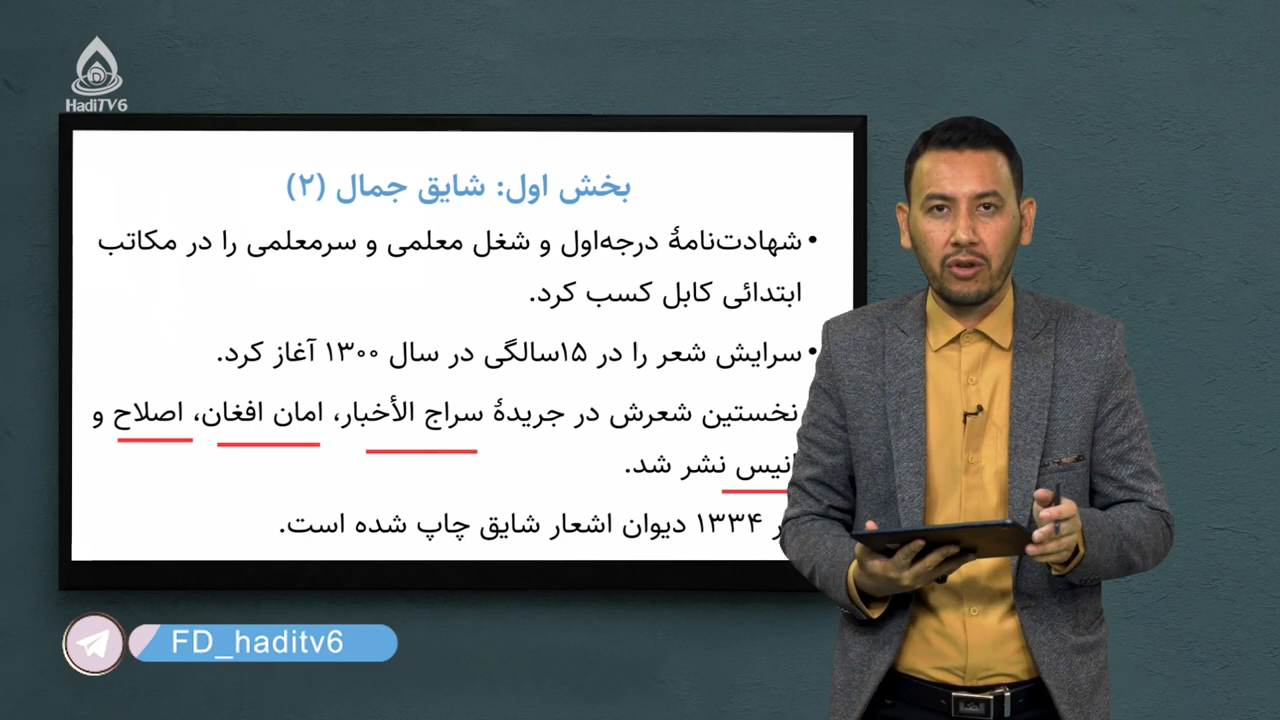 HadiTV6
بخش اول: شایق جمال (۲)
• شهادت‌نامهٔ درجه‌اول و شغل معلمی و سرمعلمی را در مکاتب
ابتدائی کابل کسب کرد.
• سرایش شعر را در ۱۵سالگی در سال ۱۳۰۰ آغاز کرد.
نخستین شعرش در جریدهٔ سراج الأخبار، امان افغان، اصلاح و
انیس نشر شد.
۱۳۳۴ دیوان اشعار شایق چاپ شده است.
FD_haditv6